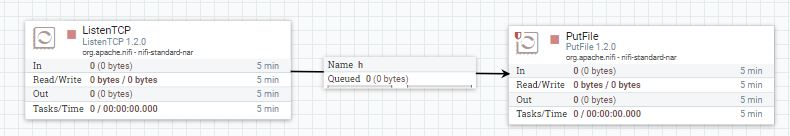 ListenTCP
ListenTCP 1.2.0
org.apache.nifi - nifi-standard-nar
In 0 (0 bytes) 5 min
Read/Write 0 bytes / 0 bytes 5 min
Out 0 (0 bytes) 5 min
Tasks/Time 0 / 00:00:00.000 5 min
Name h
Queued 0 (0 bytes)
PutFile
PutFile 1.2.0
org.apache.nifi - nifi-standard-nar
In 0 (0 bytes) 5 min
Read/Write 0 bytes / 0 bytes 5 min
Out 0 (0 bytes) 5 min
Tasks/Time 0 / 00:00:00.000 5 min